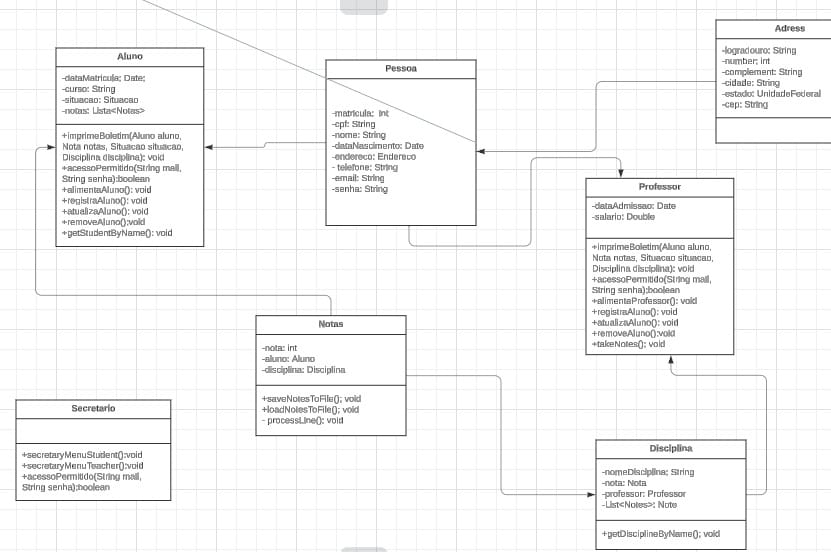 Aluno
-dataMatricula; Date;
-curso: String
-situacao: Situacao
-notas: Lista<Notas>
+imprimeBoletim(Aluno aluno,
Nota notas, Situacao situacao,
Disciplina disciplina); void
+acessoPermitido(String mail,
String senha):boolean
+alimentaAluno(): void
+registraAluno(): void
+atualizaAluno(): void
+removeAluno():void
+getStudentByName(): void
Pessoa
-matricula: int
-cpf: String
-nome: String
-dataNascimento: Date
-endereco: Endereco
- telefone: String
-email: String
-senha: String
Adress
-logradouro: String
-number; int
-complement: String
-cidade: String
-estado: UnidadeFederal
-cep: String
Professor
-dataAdmissao: Date
-salario: Double
+imprimeBoletim(Aluno aluno,
Nota notas, Situacao situacao,
Disciplina disciplina): void
+acessoPermitido(String mail,
String senha):boolean
+alimentaProfessor(): void
+registraAluno(): void
+atualizaAluno(): void
+removeAluno(): void
+takeNotes(); void
Notas
-nota: int
-aluno: Aluno
-disciplina: Disciplina
+saveNotesToFile(); void
+loadNotesToFile(); void
- processLine(): void
Secretario
+secretaryMenuStudent():void
+secretaryMenuTeacher():void
+acessoPermitido(String mail,
String senha):boolean
Disciplina
-nomeDisciplina; String
-nota: Nota
-professor: Professor
-List<Notes>: Note
+getDisciplineByName(); void